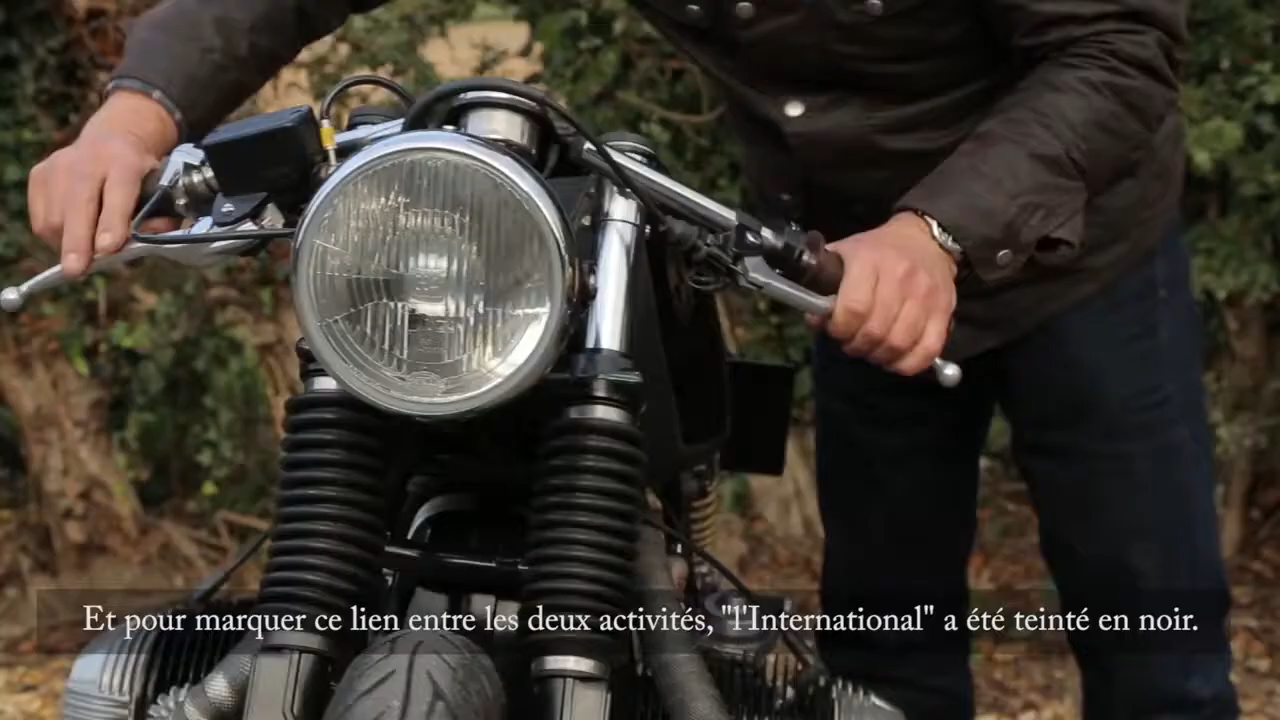 Et pour marquer ce lien entre les deux activités, "l'International" a été teinté en noir.